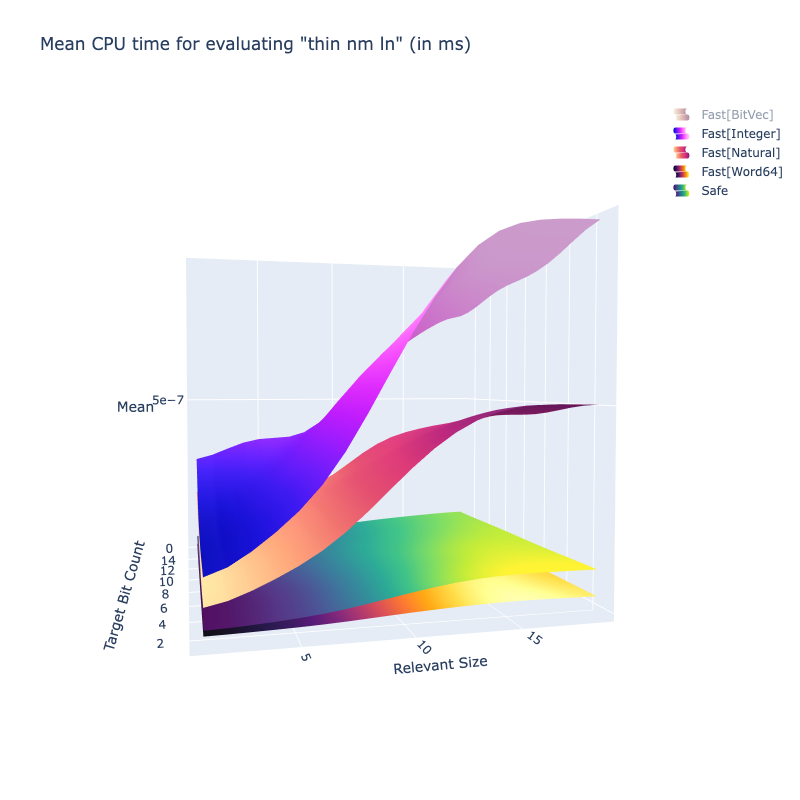 Mean CPU time for evaluating "thin nm ln" (in ms)
Fast[BitVec]
Fast[Integer]
Fast[Natural]
Fast[Word64]
Safe
Mean
5e−7
0
14
12
10
8
6
4
2
Target Bit Count
5
10
15
Relevant Size